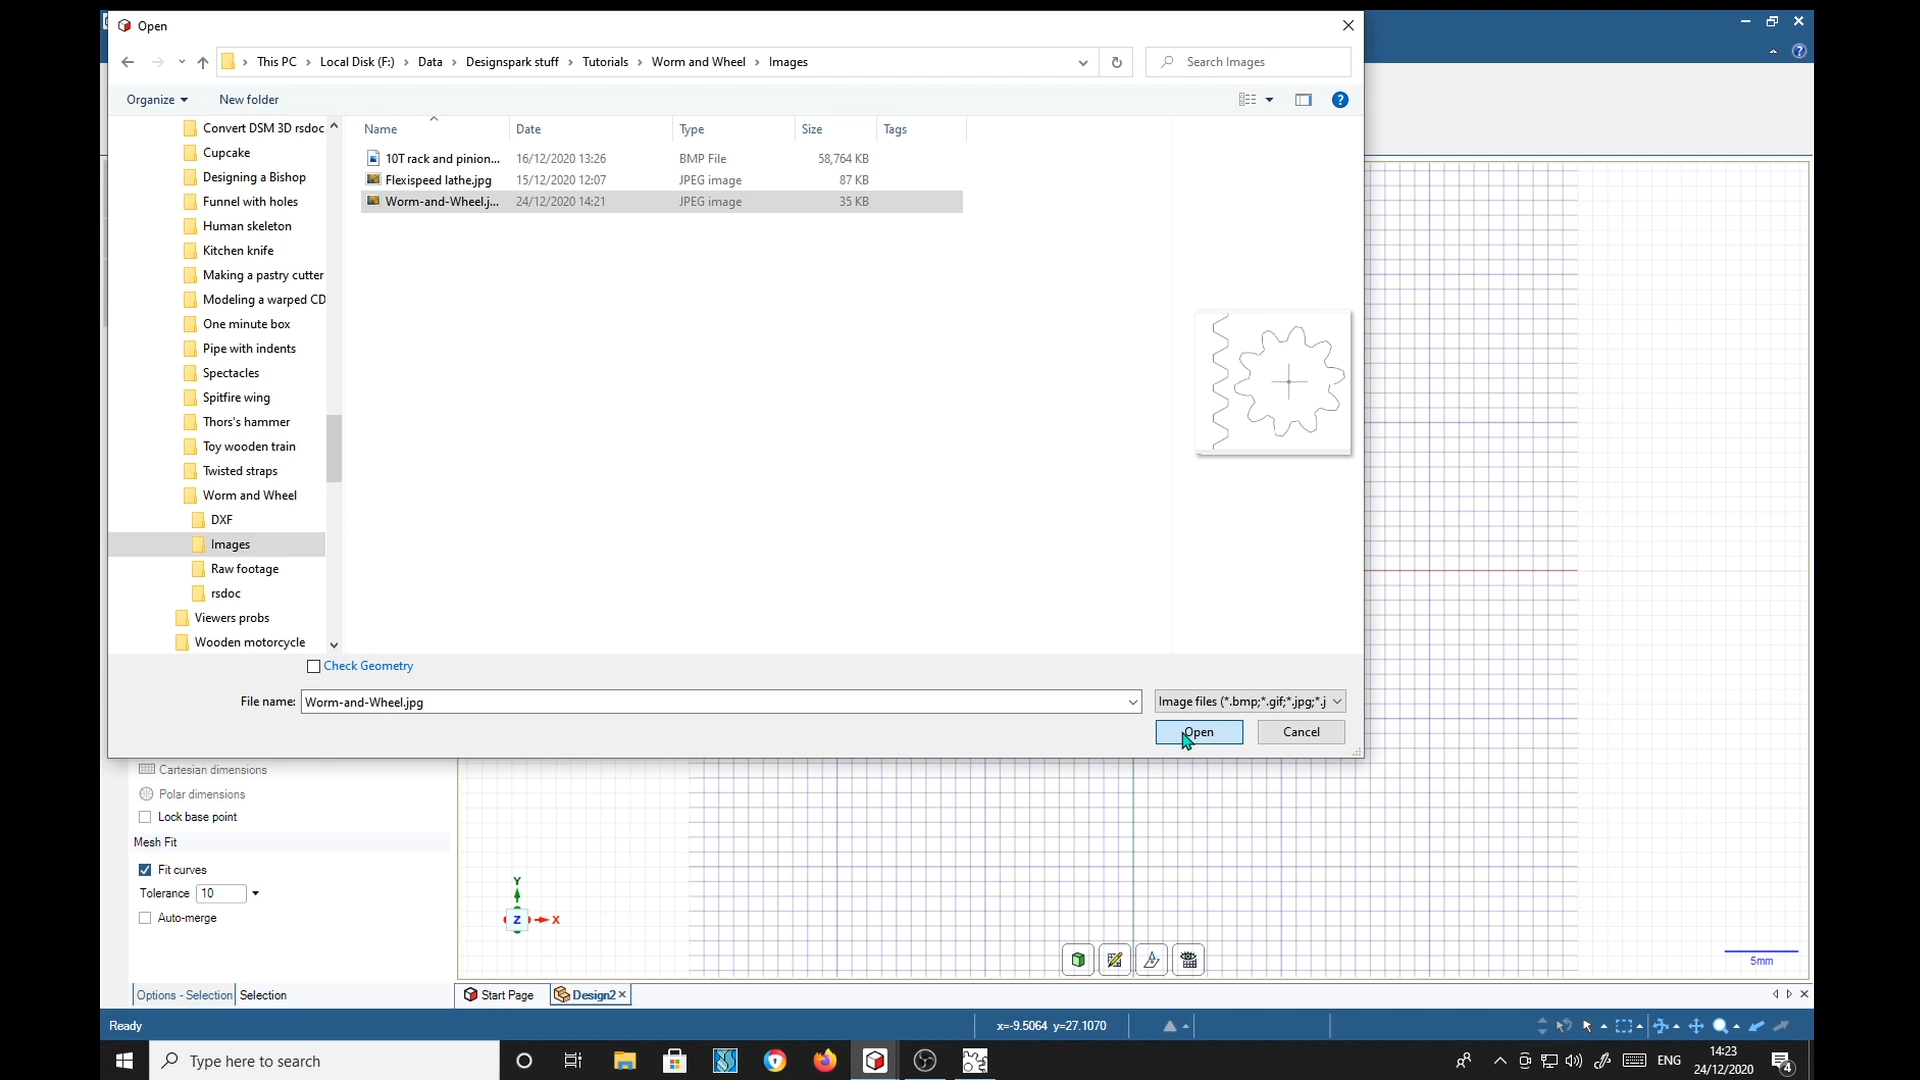 Open
This PC > Local Disk (F:) > Data > Designspark stuff > Tutorials > Worm and Wheel > Images
Search Images
Organize
New folder
Name
Date
Type
Size
Tags
10T rack and pinion... 16/12/2020 13:26 BMP File 58,764 KB
Flexispeed lathe.jpg 15/12/2020 12:07 JPEG image 87 KB
Worm-and-Wheel.j... 24/12/2020 14:21 JPEG image 35 KB
Convert DSM 3D rsdoc
Cupcake
Designing a Bishop
Funnel with holes
Human skeleton
Kitchen knife
Making a pastry cutter
Modeling a warped CD
One minute box
Pipe with indents
Spectacles
Spitfire wing
Thors's hammer
Toy wooden train
Twisted straps
Worm and Wheel
DXF
Images
Raw footage
rsdoc
Viewers probs
Wooden motorcycle
Check Geometry
File name: Worm-and-Wheel.jpg
Image files (*.bmp;*.gif;*.jpg;*.j
Open
Cancel
Cartesian dimensions
Polar dimensions
Lock base point
Mesh Fit
Fit curves
Tolerance 10
Auto-merge
Y
Z
X
5mm
Options - Selection
Selection
Start Page
Design2
Ready
x=-9.5064 y=27.1070
Type here to search
ENG
14:23
24/12/2020
4